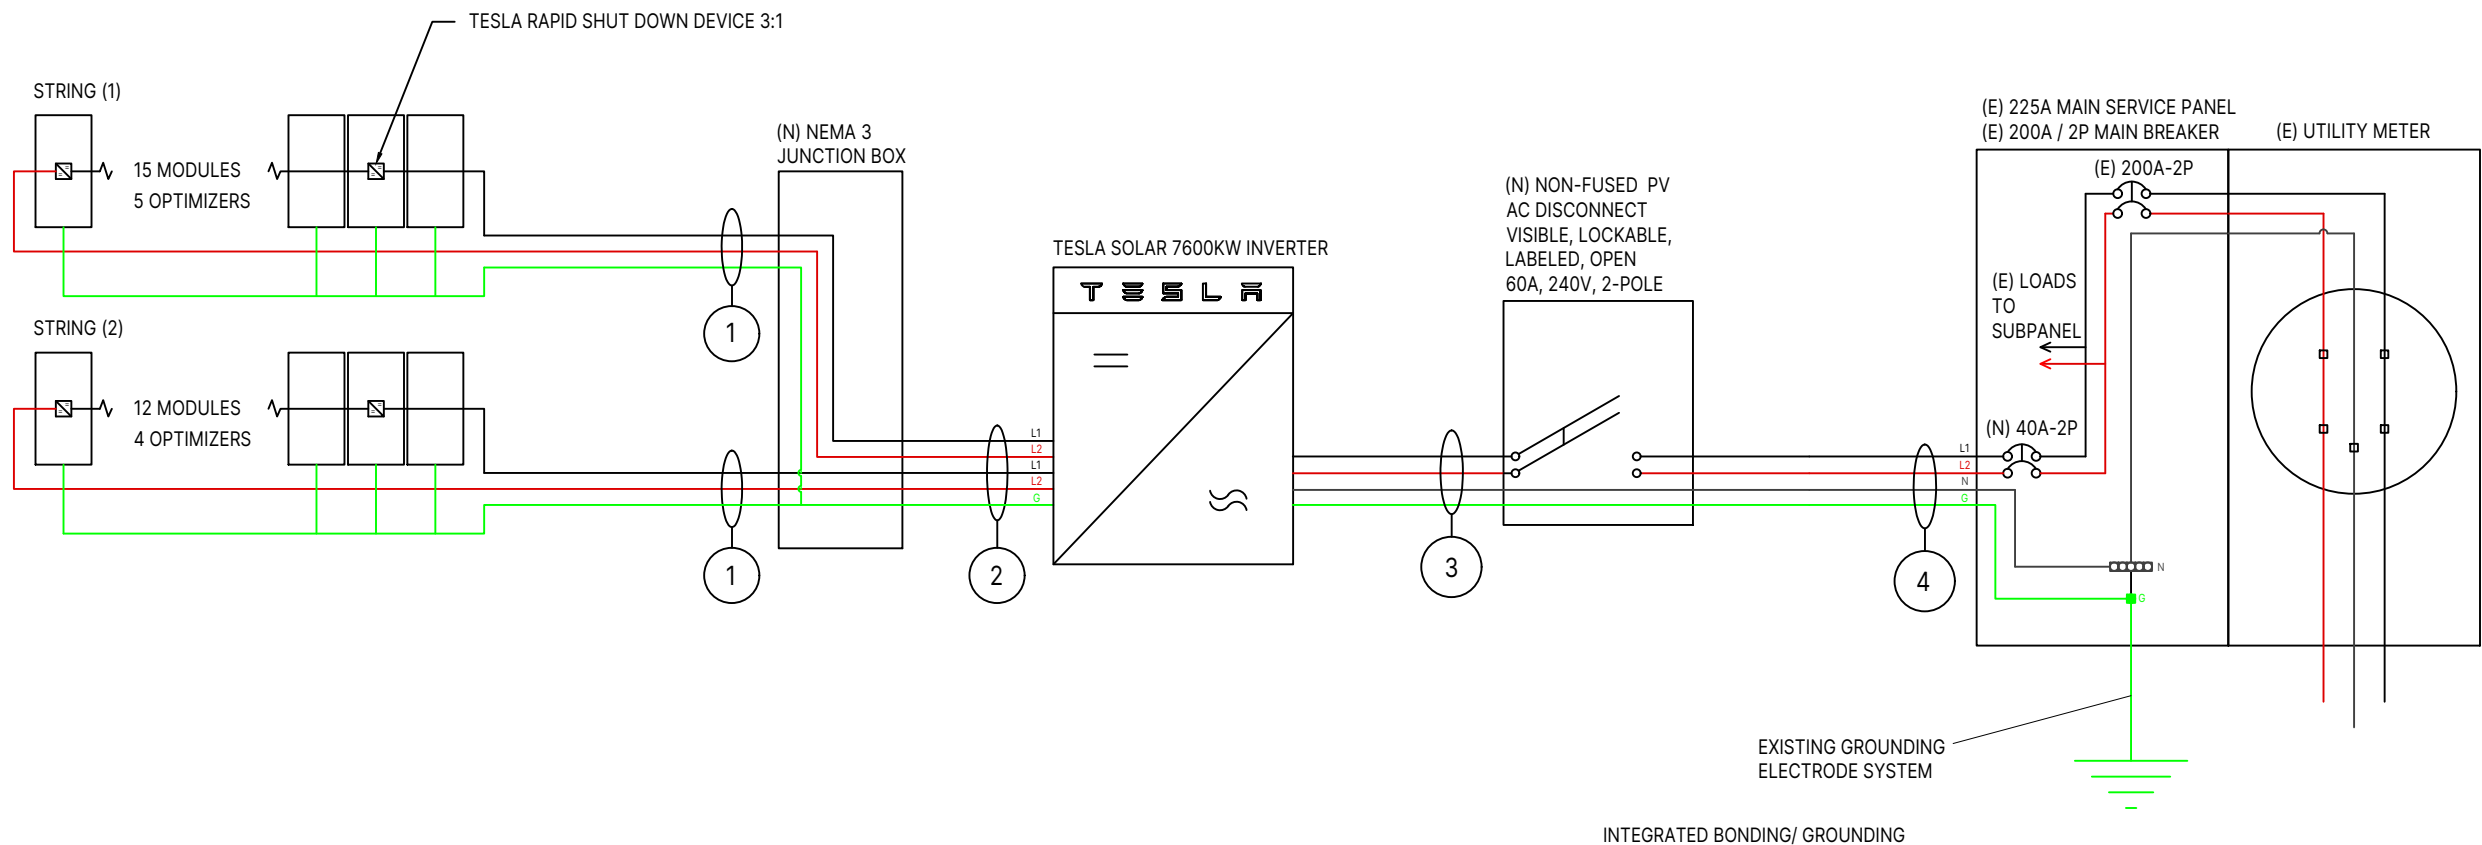 TESLA RAPID SHUT DOWN DEVICE 3:1
STRING (1)
15 MODULES
5 OPTIMIZERS
STRING (2)
12 MODULES
4 OPTIMIZERS
1
1
(N) NEMA 3
JUNCTION BOX
2
L1
L2
L1
L2
G
TESLA SOLAR 7600KW INVERTER
TESLA
3
(N) NON-FUSED PV
AC DISCONNECT
VISIBLE, LOCKABLE,
LABELED, OPEN
60A, 240V, 2-POLE
4
L1
L2
N
G
(E) 225A MAIN SERVICE PANEL
(E) 200A / 2P MAIN BREAKER
(E) 200A-2P
(E) LOADS
TO
SUBPANEL
(N) 40A-2P
N
G
(E) UTILITY METER
EXISTING GROUNDING
ELECTRODE SYSTEM
INTEGRATED BONDING/ GROUNDING